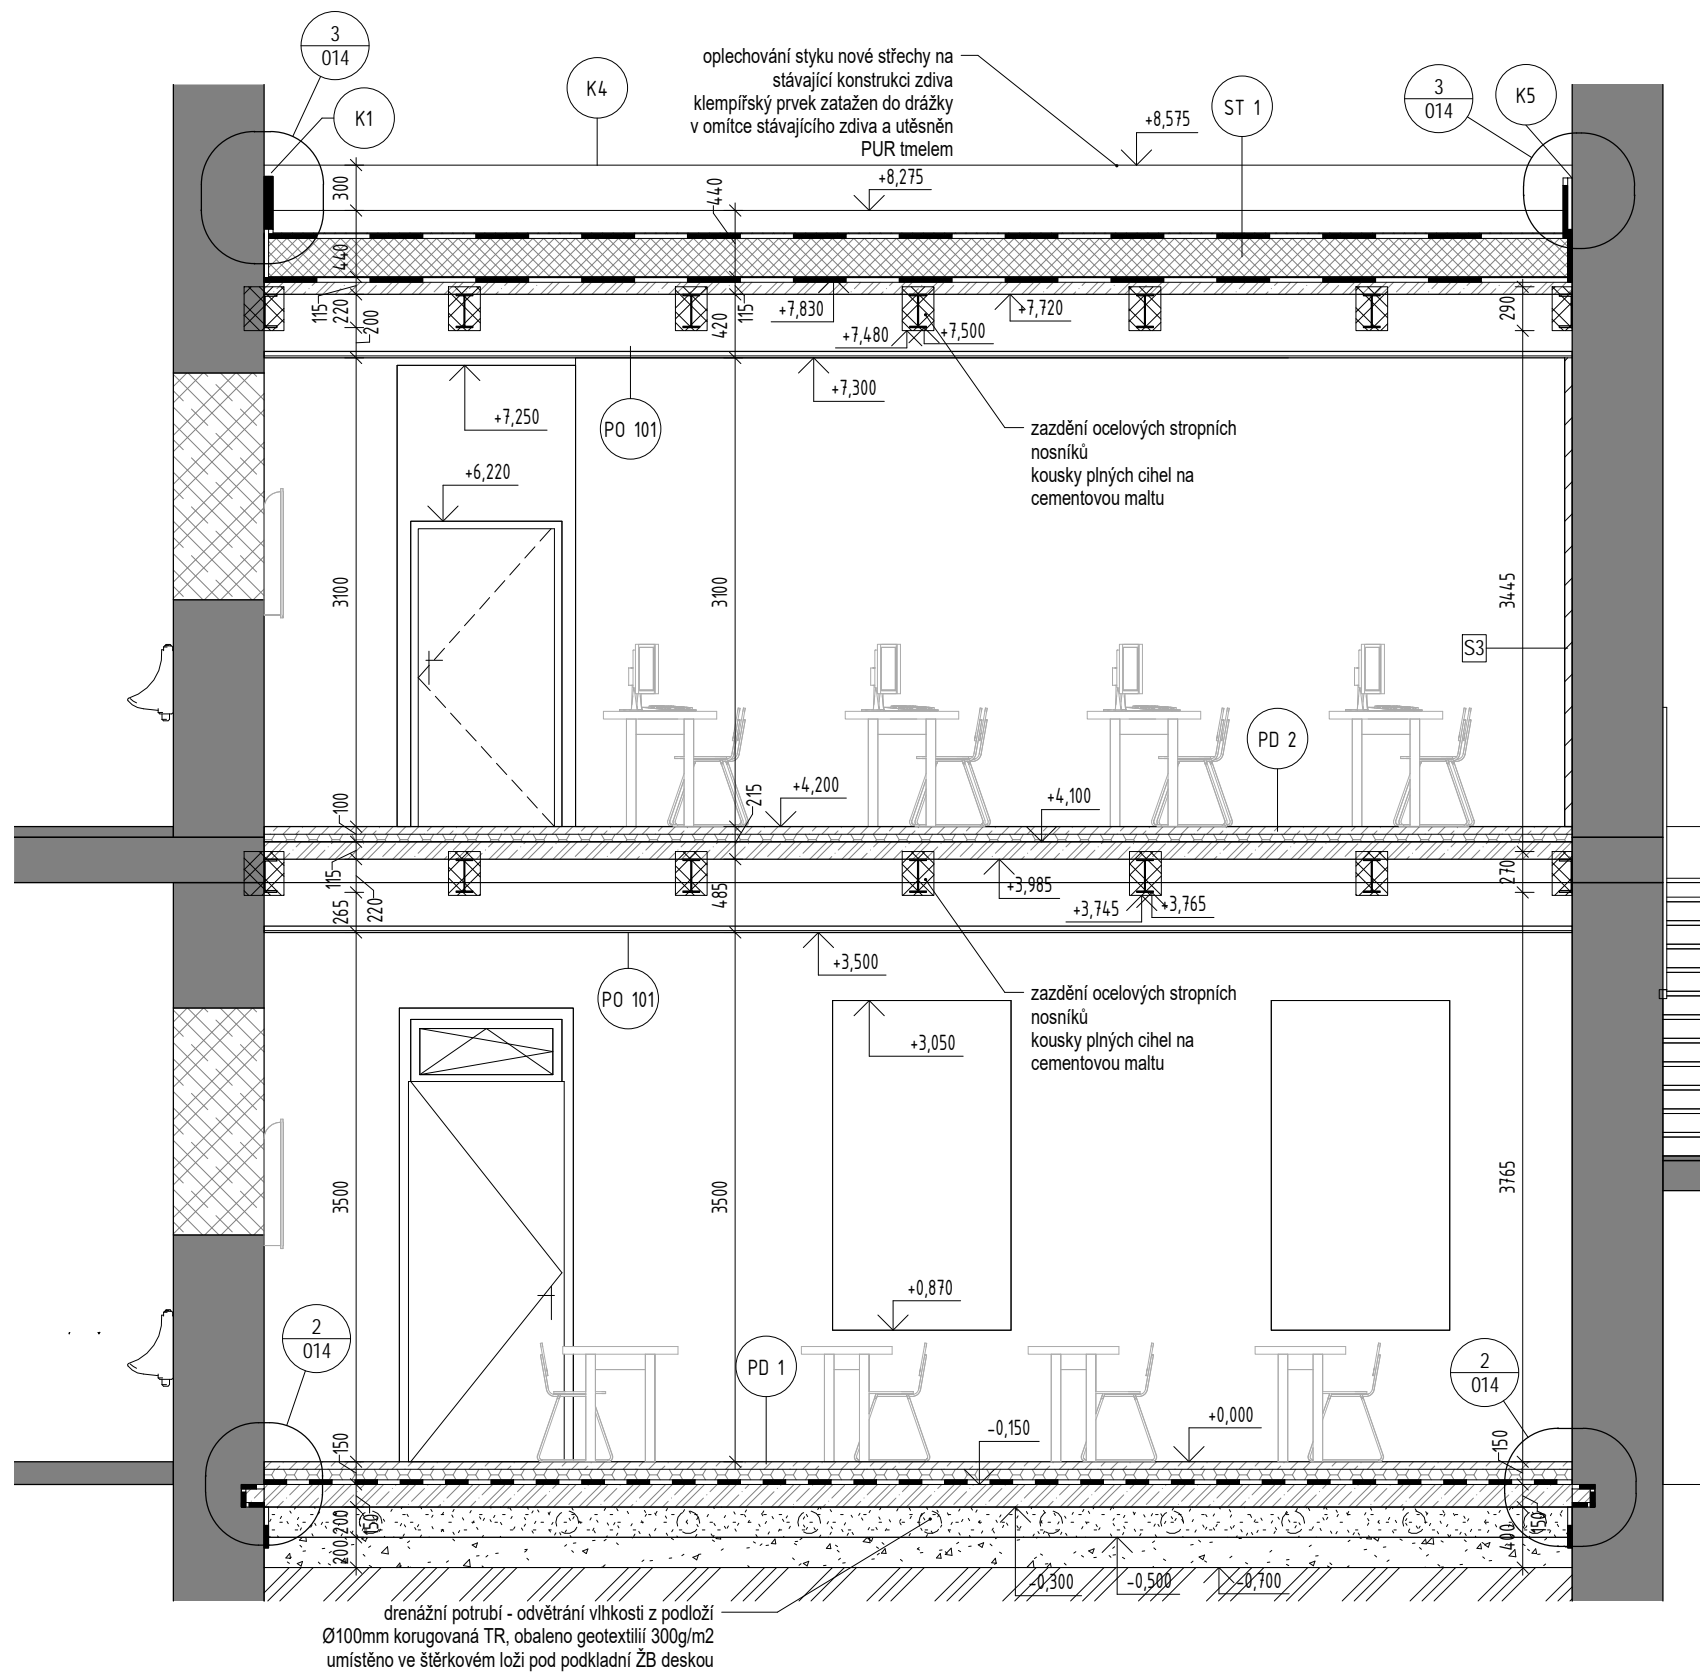 3
014
K1
K4
oplechování styku nové střechy na
stávající konstrukci zdiva
klempířský prvek zatažen do drážky
v omítce stávajícího zdiva a utěsněn
PUR tmelem
+8,575
ST 1
3
014
K5
300
440
+8,275
440
115
220
200
420
115
+7,830
+7,480
+7,500
+7,720
290
+7,300
+7,250
PO 101
zazdění ocelových stropních
nosníků
kousky plných cihel na
cementovou maltu
+6,220
3100
3100
3445
S3
PD 2
100
215
+4,200
+4,100
115
265
220
485
+3,985
+3,745
+3,765
270
+3,500
PO 101
zazdění ocelových stropních
nosníků
kousky plných cihel na
cementovou maltu
+3,050
3500
3500
3765
+0,870
2
014
PD 1
2
014
150
-0,150
+0,000
150
200
150
200
400
150
-0,300
-0,500
-0,700
drenážní potrubí - odvětrání vlhkosti z podloží
Ø100mm korugovaná TR, obaleno geotextilií 300g/m2
umístěno ve štěrkovém loži pod podkladní ŽB deskou